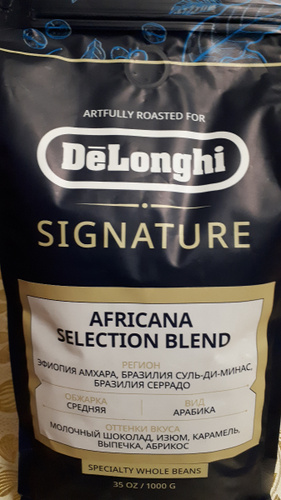 ARTFULLY ROASTED FOR
DēLonghi
SIGNATURE
AFRICANA
SELECTION BLEND
РЕГИОН
ЭФИОПИЯ АМХАРА, БРАЗИЛИЯ СУЛЬ-ДИ-МИНАС,
БРАЗИЛИЯ СЕРРАДО
ОБЖАРКА ВИД
СРЕДНЯЯ АРАБИКА
ОТТЕНКИ ВКУСА
МОЛОЧНЫЙ ШОКОЛАД, ИЗЮМ, КАРАМЕЛЬ,
ВЫПЕЧКА, АБРИКОС
SPECIALTY WHOLE BEANS
35 OZ / 1000 G